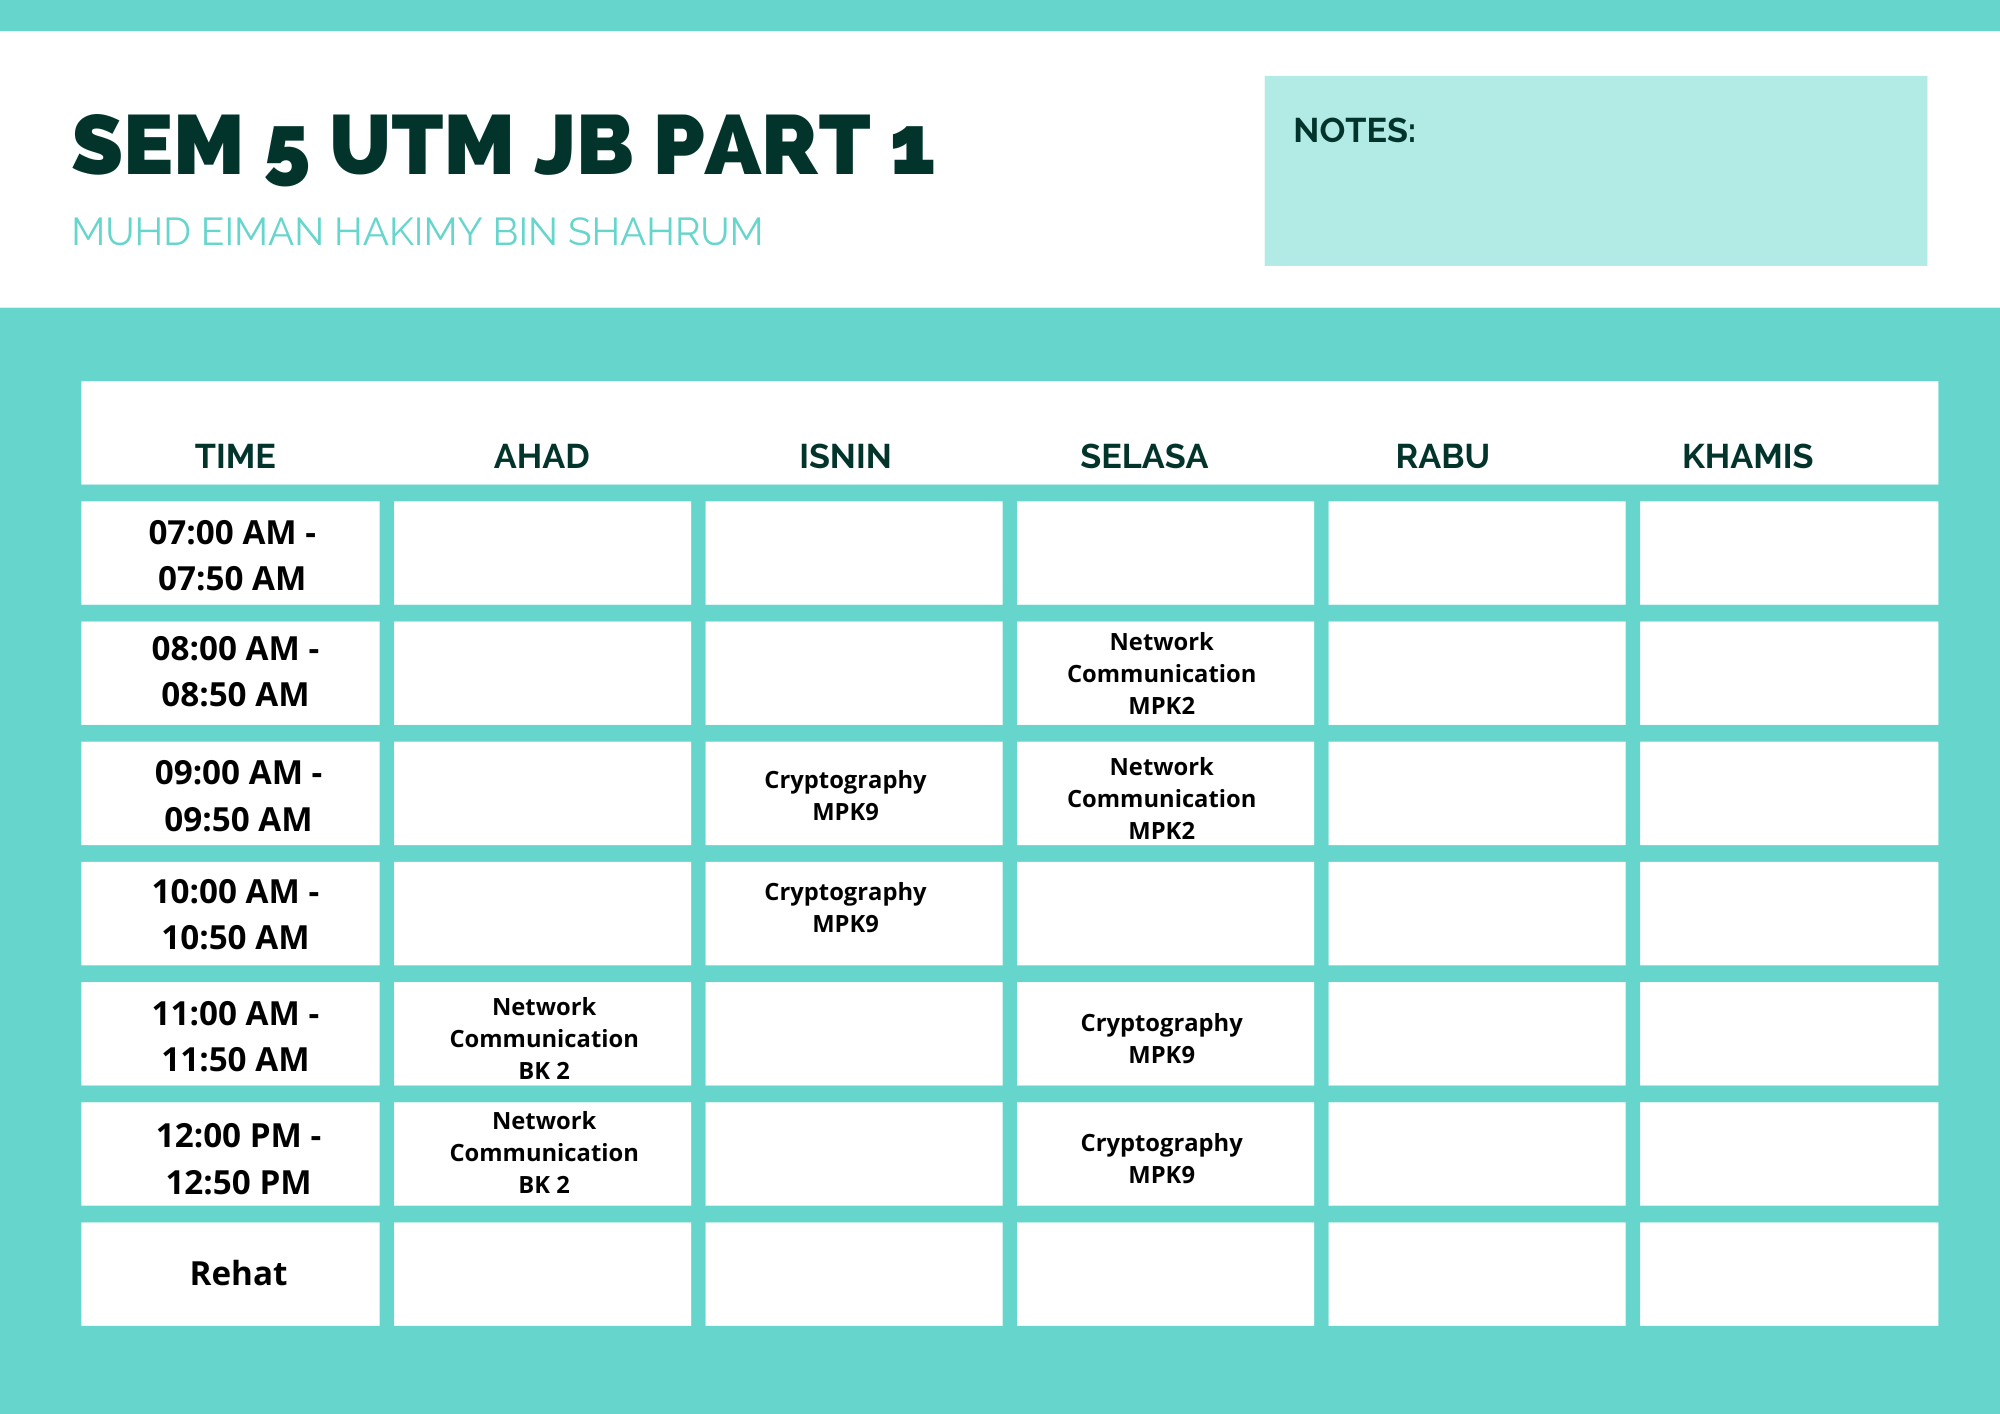 SEM 5 UTM JB PART 1
MUHD EIMAN HAKIMY BIN SHAHRUM
NOTES:
TIME AHAD ISNIN SELASA RABU KHAMIS
07:00 AM -
07:50 AM
08:00 AM -
08:50 AM
Network
Communication
MPK2
09:00 AM -
09:50 AM
Cryptography
MPK9
Network
Communication
MPK2
10:00 AM -
10:50 AM
Cryptography
MPK9
11:00 AM -
11:50 AM
Network
Communication
BK 2
Cryptography
MPK9
12:00 PM -
12:50 PM
Network
Communication
BK 2
Cryptography
MPK9
Rehat